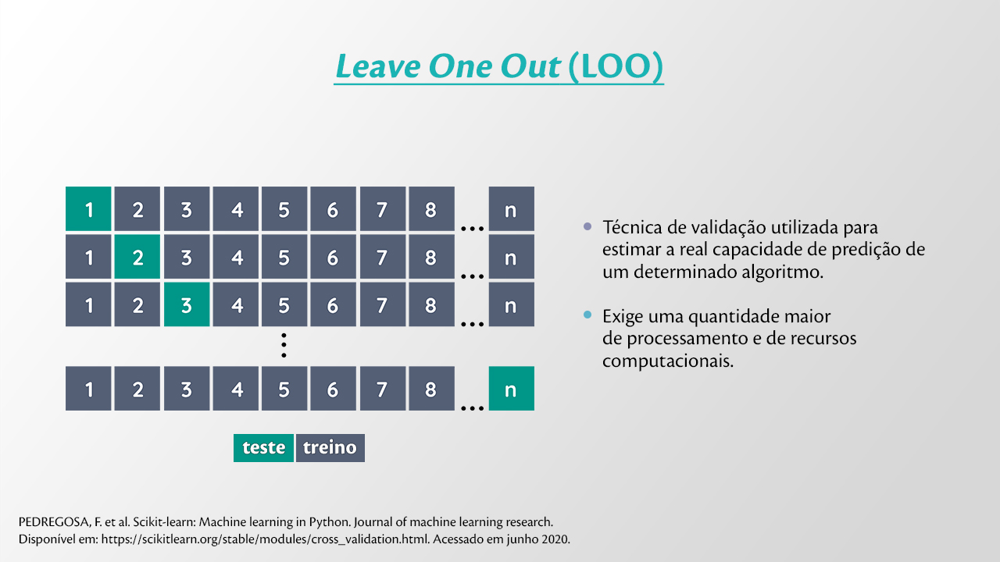 Leave One Out (LOO)
1 2 3 4 5 6 7 8 ... n
1 2 3 4 5 6 7 8 ... n
1 2 3 4 5 6 7 8 ... n
1 2 3 4 5 6 7 8 ... n
teste treino
Técnica de validação utilizada para
estimar a real capacidade de predição de
um determinado algoritmo.
Exige uma quantidade maior
de processamento e de recursos
computacionais.
PEDREGOSA, F. et al. Scikit-learn: Machine learning in Python. Journal of machine learning research.
Disponível em: https://scikitlearn.org/stable/modules/cross_validation.html. Acessado em junho 2020.